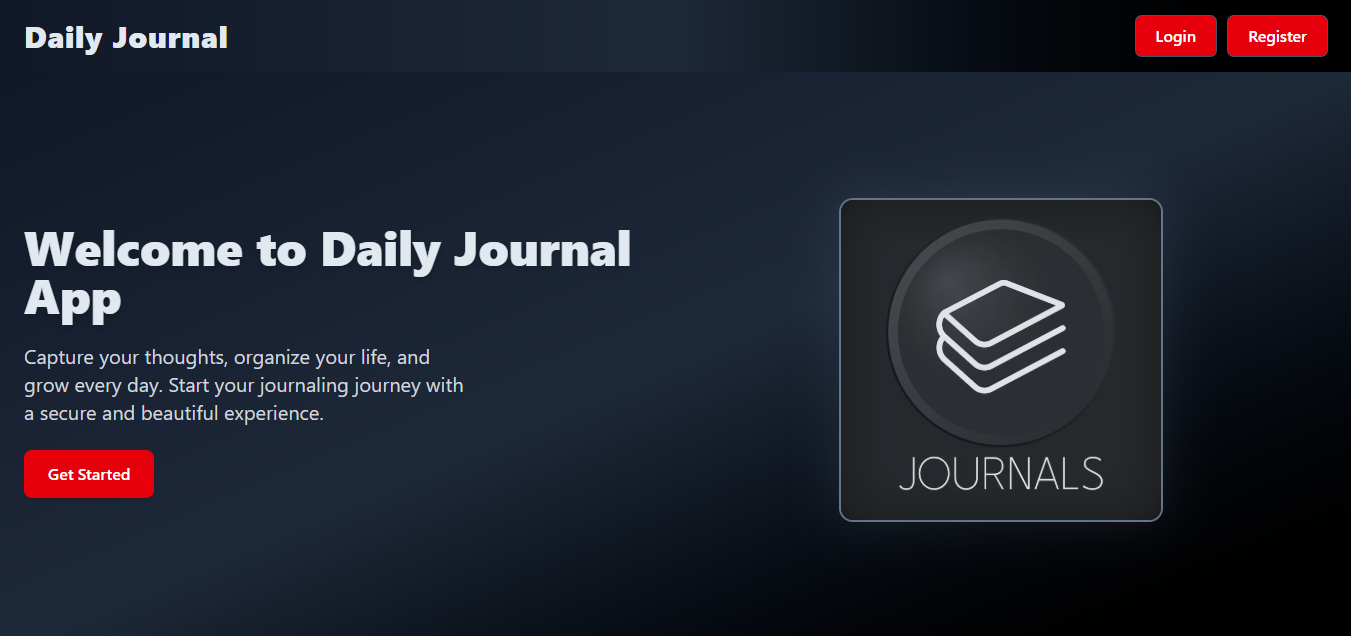 Daily Journal
Login
Register
Welcome to Daily Journal
App
Capture your thoughts, organize your life, and
grow every day. Start your journaling journey with
a secure and beautiful experience.
Get Started
JOURNALS